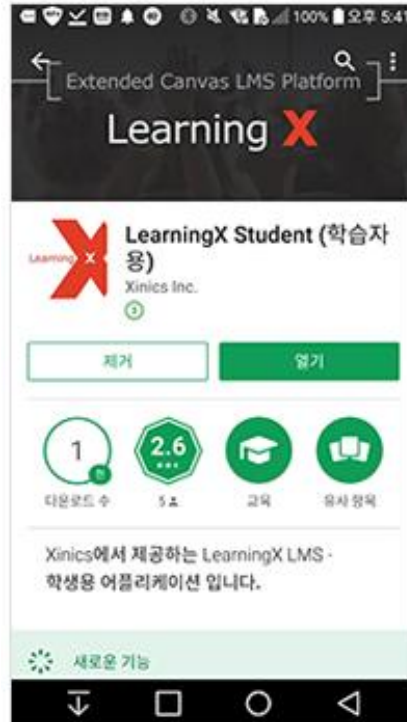 100% 오후 5:41
Extended Canvas LMS Platform
Learning X
Learning X
LearningX Student (학습자
용)
Xinics Inc.
3
제거
열기
1
천
다운로드 수
2.6
5
교육
유사 항목
Xinics에서 제공하는 LearningX LMS -
학생용 어플리케이션 입니다.
새로운 기능